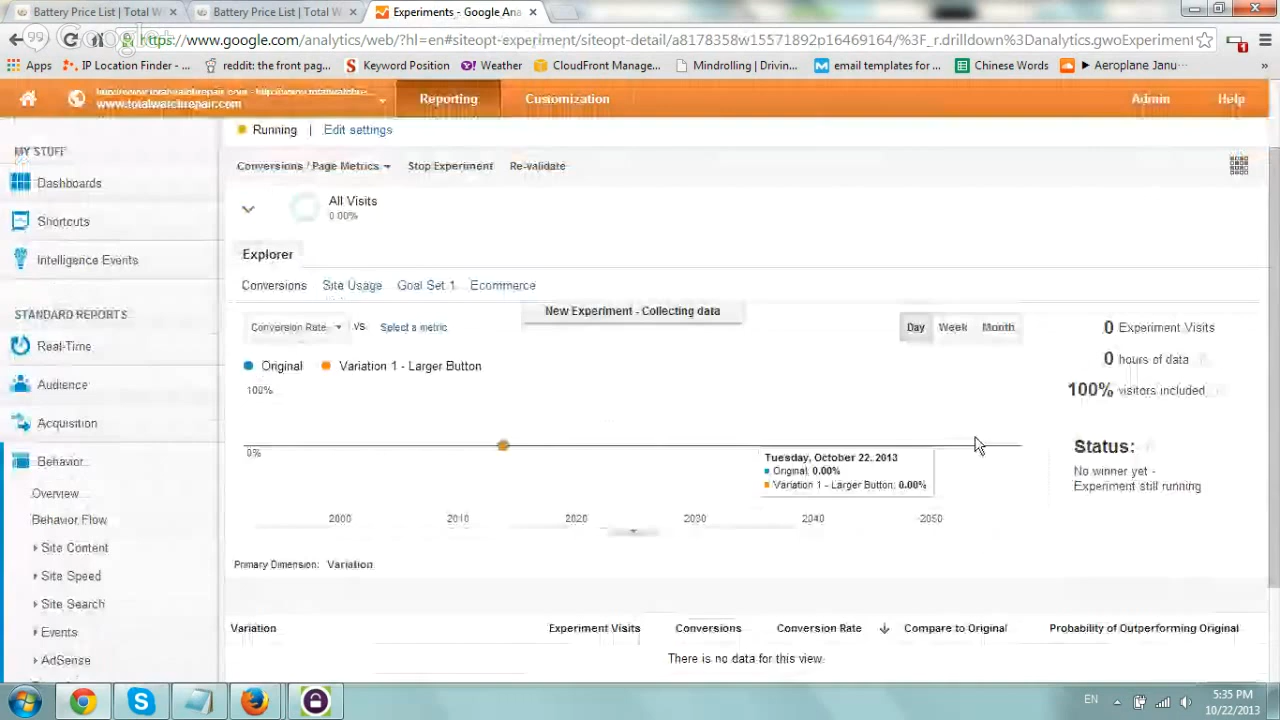 Battery Price List | Total W
Battery Price List | Total W
Experiments - Google Ana
https://www.google.com/analytics/web/?hl=en#siteopt-experiment/siteopt-detail/a8178358w15571892p16469164/%3F_r.drilldown%3Danalytics.gwoExperiment
Google+
Apps
IP Location Finder - ...
reddit: the front pag...
Keyword Position
Weather
CloudFront Manage...
Mindrolling | Drivin...
email templates for ...
Chinese Words
Aeroplane Janu...
»
www.totalwatchrepair.com
Reporting
Customization
Admin
Help
Running | Edit settings
MY STUFF
Dashboards
Shortcuts
Intelligence Events
STANDARD REPORTS
Real-Time
Audience
Acquisition
Behavior
Overview
Behavior Flow
Site Content
Site Speed
Site Search
Events
AdSense
Conversions / Page Metrics
Stop Experiment
Re-validate
All Visits
0.00%
Explorer
Conversions
Site Usage
Goal Set 1
Ecommerce
New Experiment - Collecting data
Conversion Rate
VS
Select a metric
Day
Week
Month
Original
Variation 1 - Larger Button
100%
0%
Tuesday, October 22, 2013
Original: 0.00%
Variation 1 - Larger Button: 0.00%
2000
2010
2020
2030
2040
2050
0 Experiment Visits
0 hours of data
100% visitors included
Status:
No winner yet -
Experiment still running
Primary Dimension: Variation
Variation
Experiment Visits
Conversions
Conversion Rate
Compare to Original
Probability of Outperforming Original
There is no data for this view.
EN
5:35 PM
10/22/2013